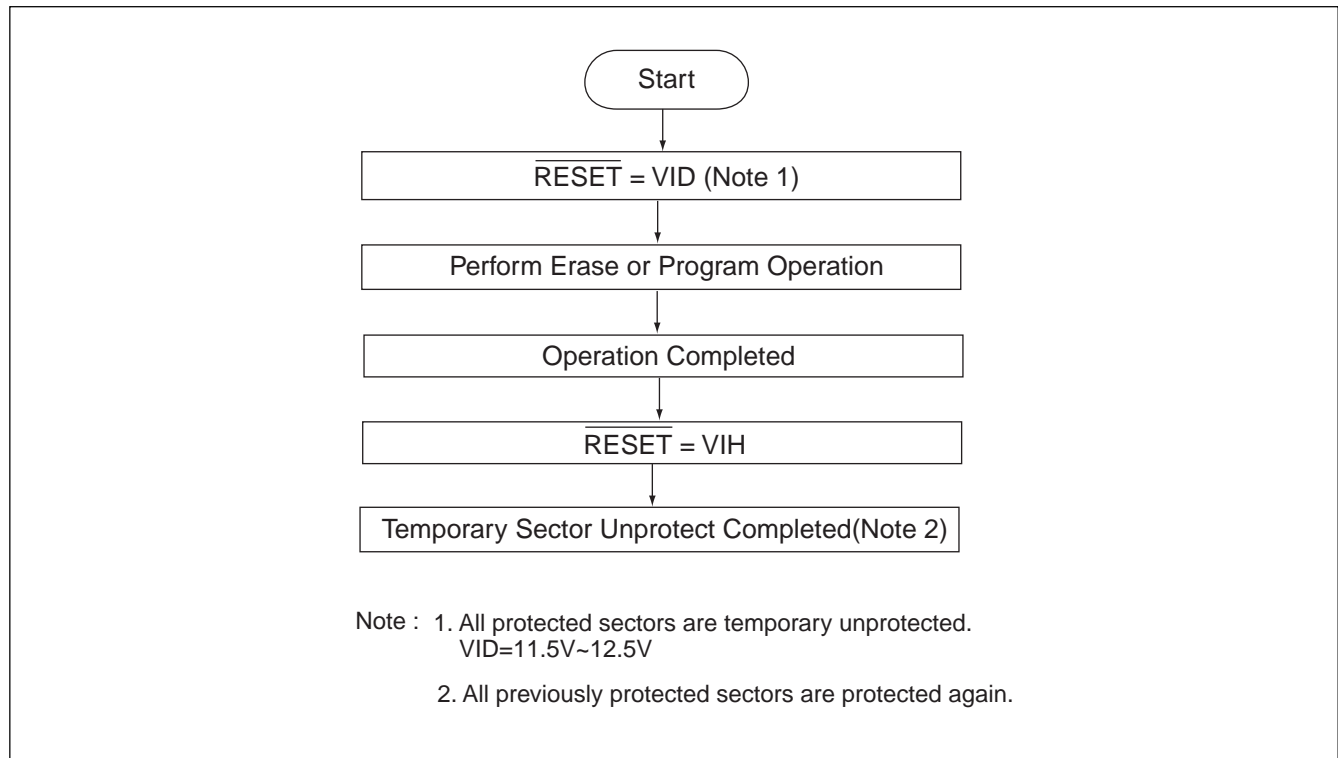 Start
RESET = VID (Note 1)
Perform Erase or Program Operation
Operation Completed
RESET = VIH
Temporary Sector Unprotect Completed(Note 2)
Note : 1. All protected sectors are temporary unprotected.
VID=11.5V~12.5V
2. All previously protected sectors are protected again.